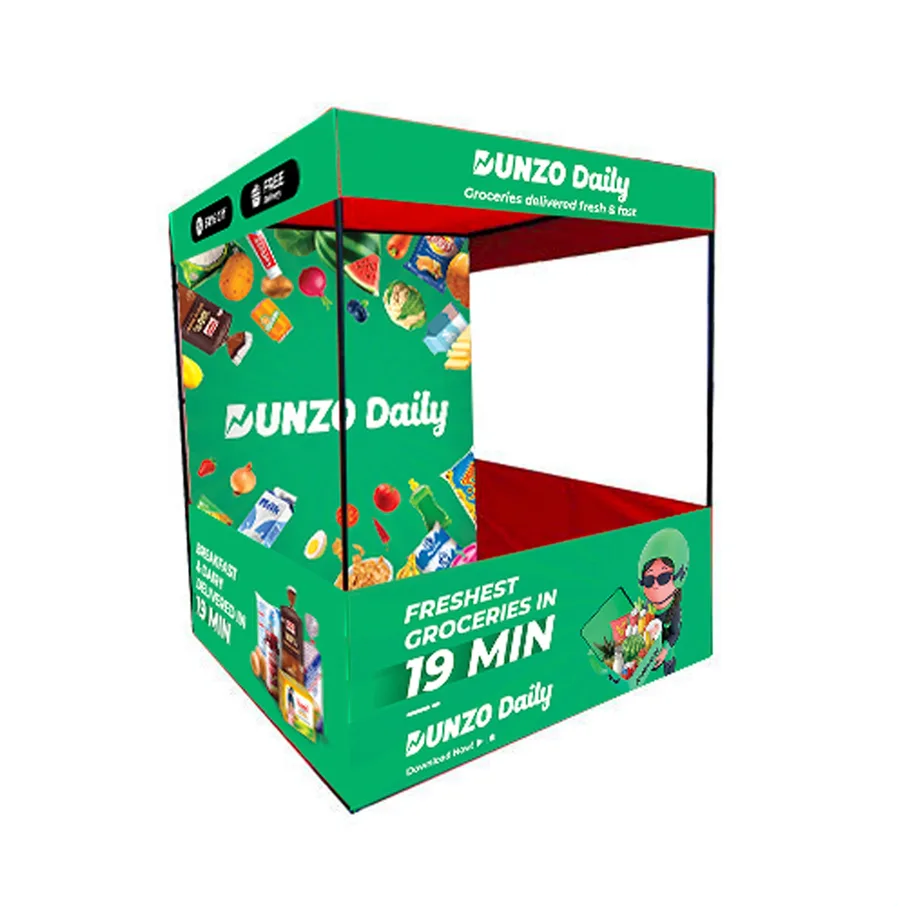 DUNZO Daily
Groceries delivered fresh & fast
FREE
DUNZO Daily
Milk
BREAKFAST
& DAIRY
DELIVERED IN
19 MIN
FRESHEST
GROCERIES IN
19 MIN
DUNZO Daily
Download Now!